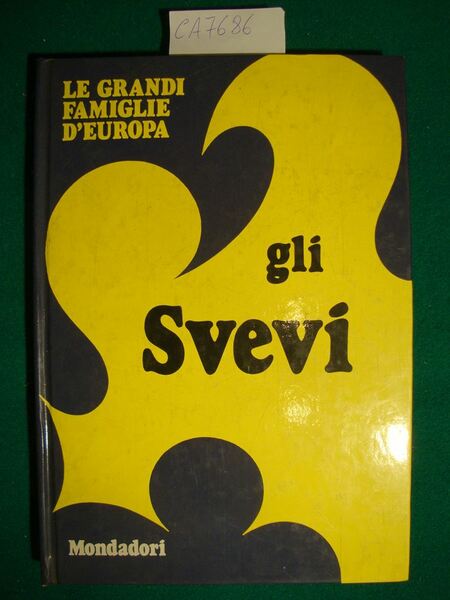 CA7686
LE GRANDI
FAMIGLIE
D'EUROPA
gli
Svevi
Mondadori